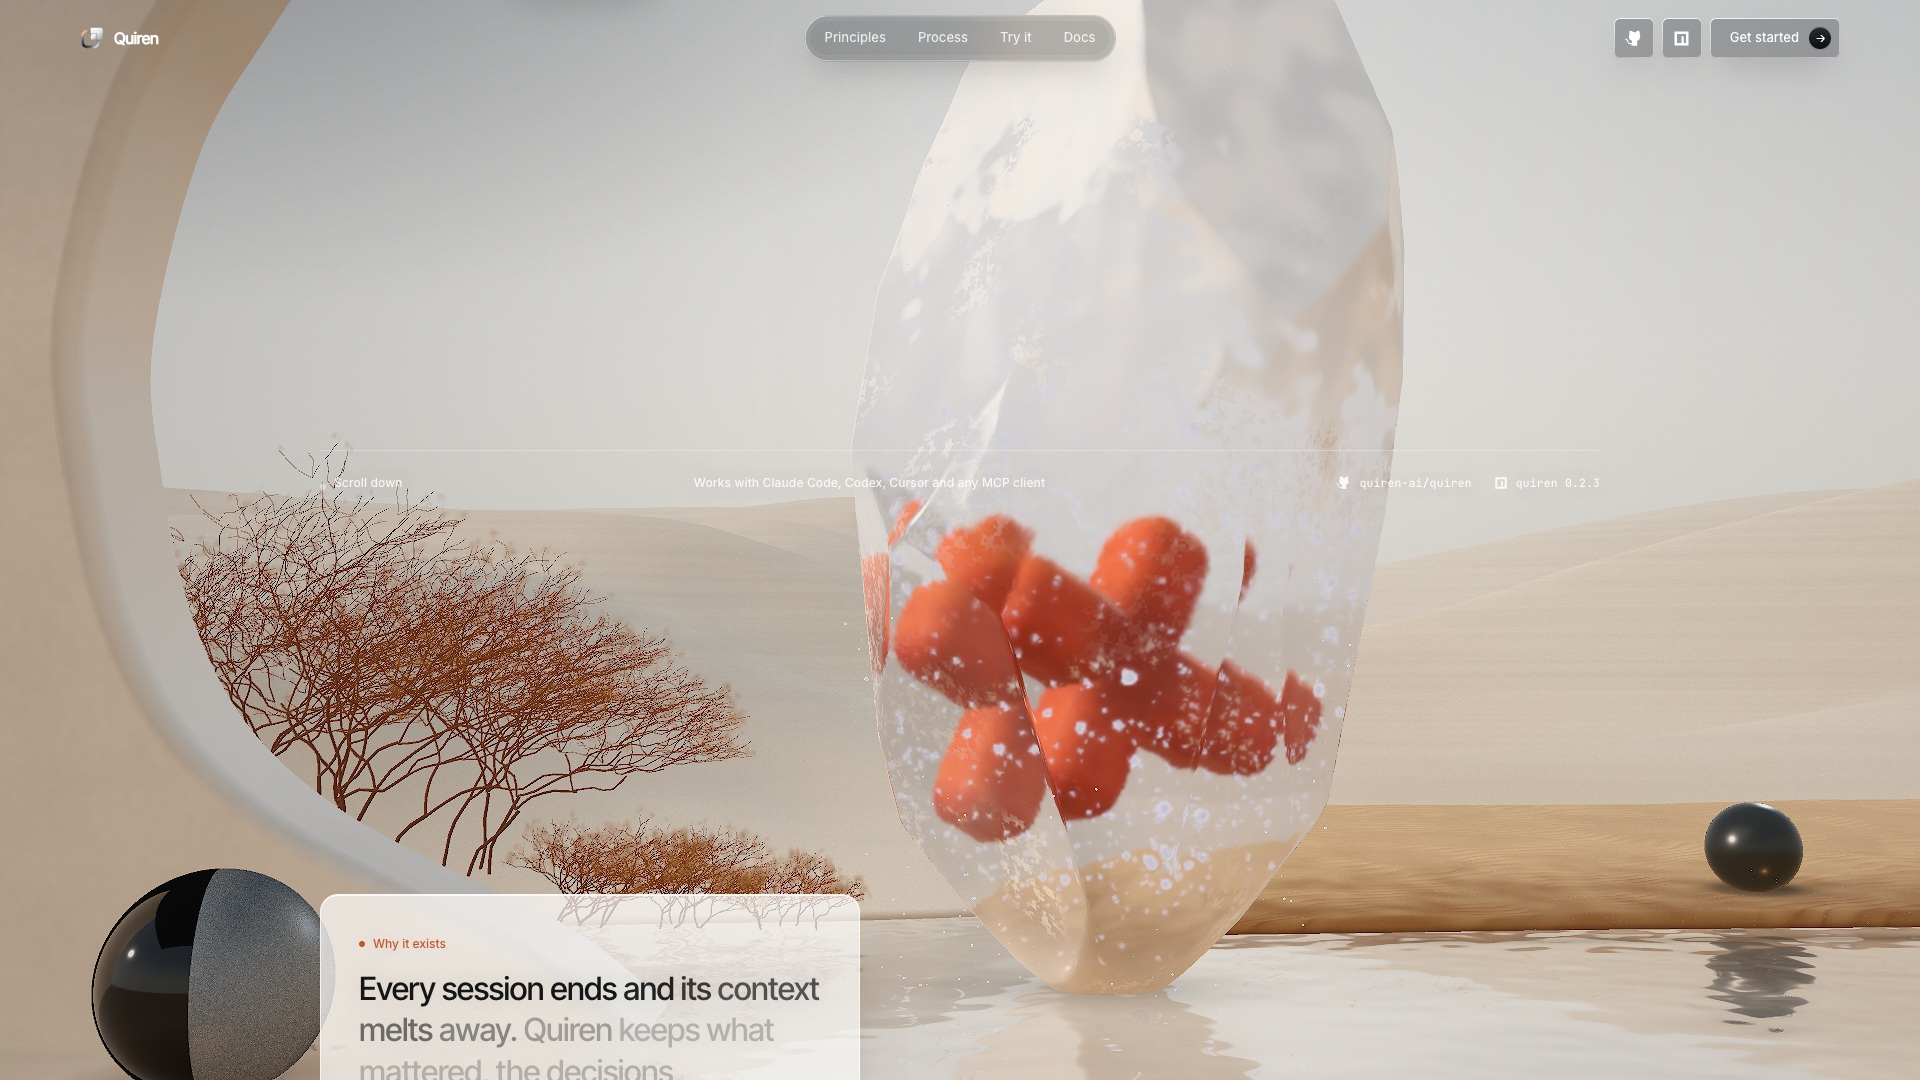 Quiren
Principles
Process
Try it
Docs
Get started
Scroll down
Works with Claude Code, Codex, Cursor and any MCP client
quiren-ai/quiren
quiren 0.2.3
Why it exists
Every session ends and its context
melts away. Quiren keeps what
mattered, the decisions,